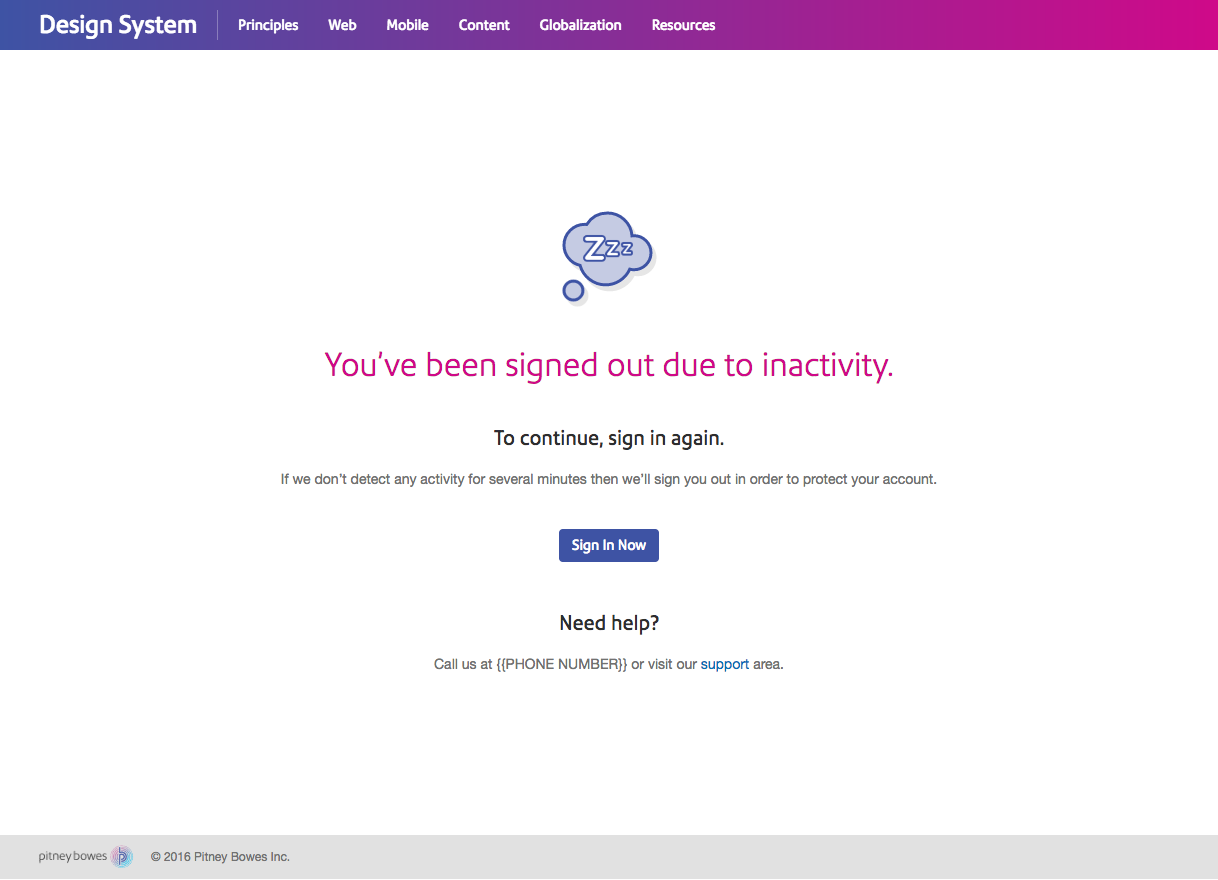 Design System Principles Web Mobile Content Globalization Resources
Zzz
You've been signed out due to inactivity.
To continue, sign in again.
If we don't detect any activity for several minutes then we'll sign you out in order to protect your account.
Sign In Now
Need help?
Call us at {{PHONE NUMBER}} or visit our support area.
pitney bowes © 2016 Pitney Bowes Inc.